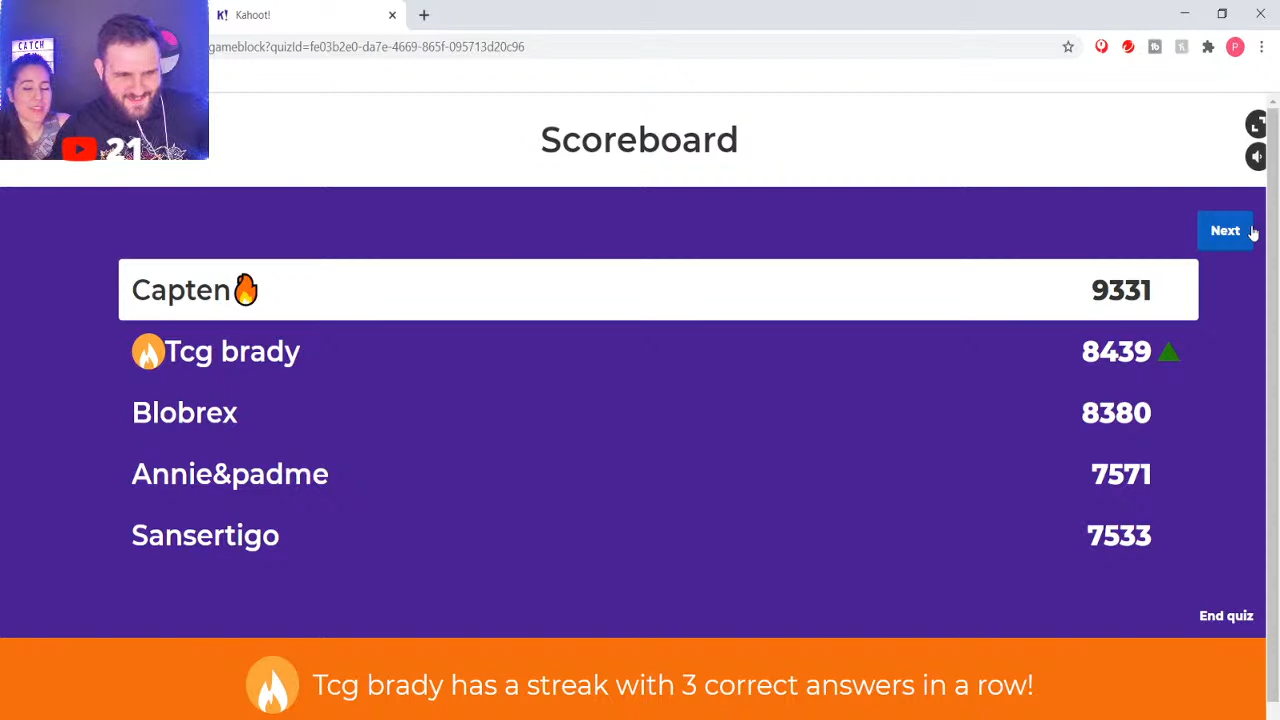 K! Kahoot!
gameblock?quizId=fe03b2e0-da7e-4669-865f-095713d20c96
P
CATCH
21
Scoreboard
Next
Capten🔥 9331
Tcg brady 8439
Blobrex 8380
Annie&padme 7571
Sansertigo 7533
End quiz
Tcg brady has a streak with 3 correct answers in a row!